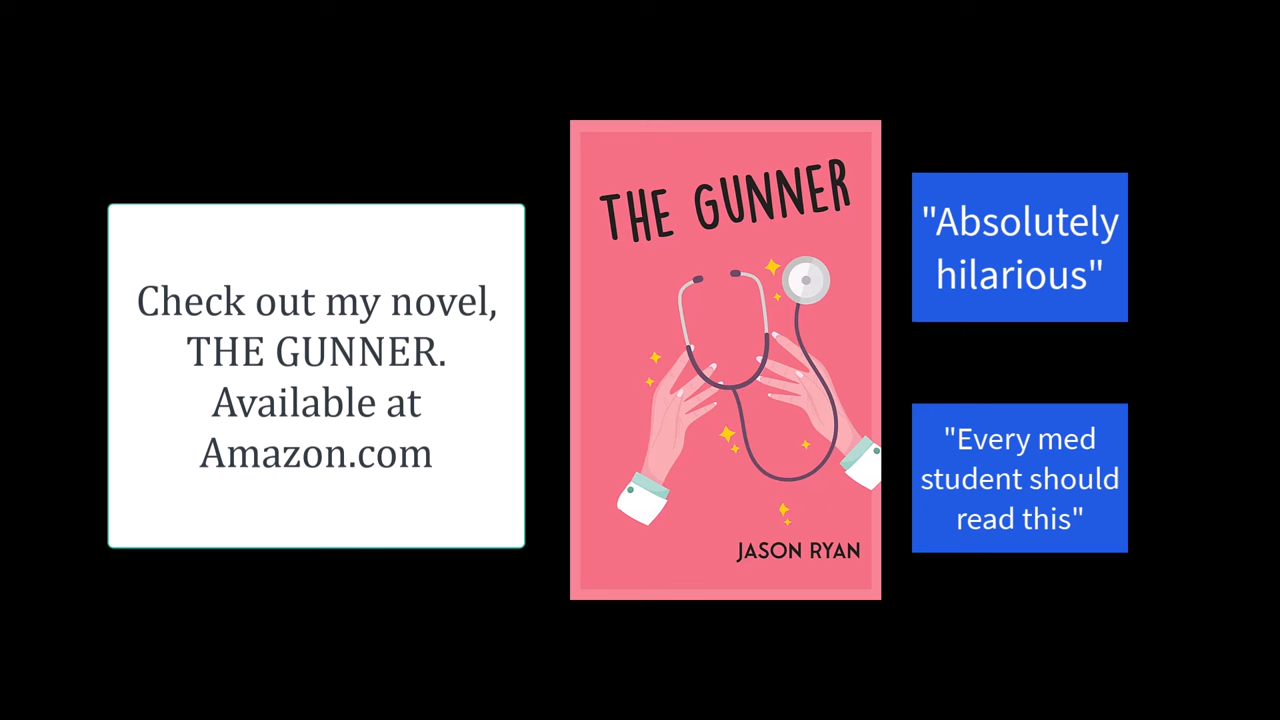 Check out my novel,
THE GUNNER.
Available at
Amazon.com
THE GUNNER
JASON RYAN
"Absolutely
hilarious"
"Every med
student should
read this"